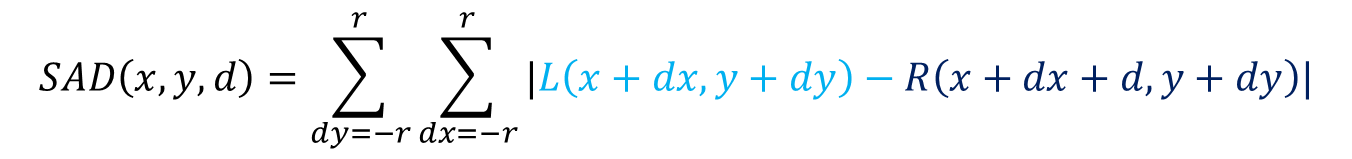 SAD(x, y, d) = ∑_{dy=−r}^{r} ∑_{dx=−r}^{r} |L(x + dx, y + dy) − R(x + dx + d, y + dy)|